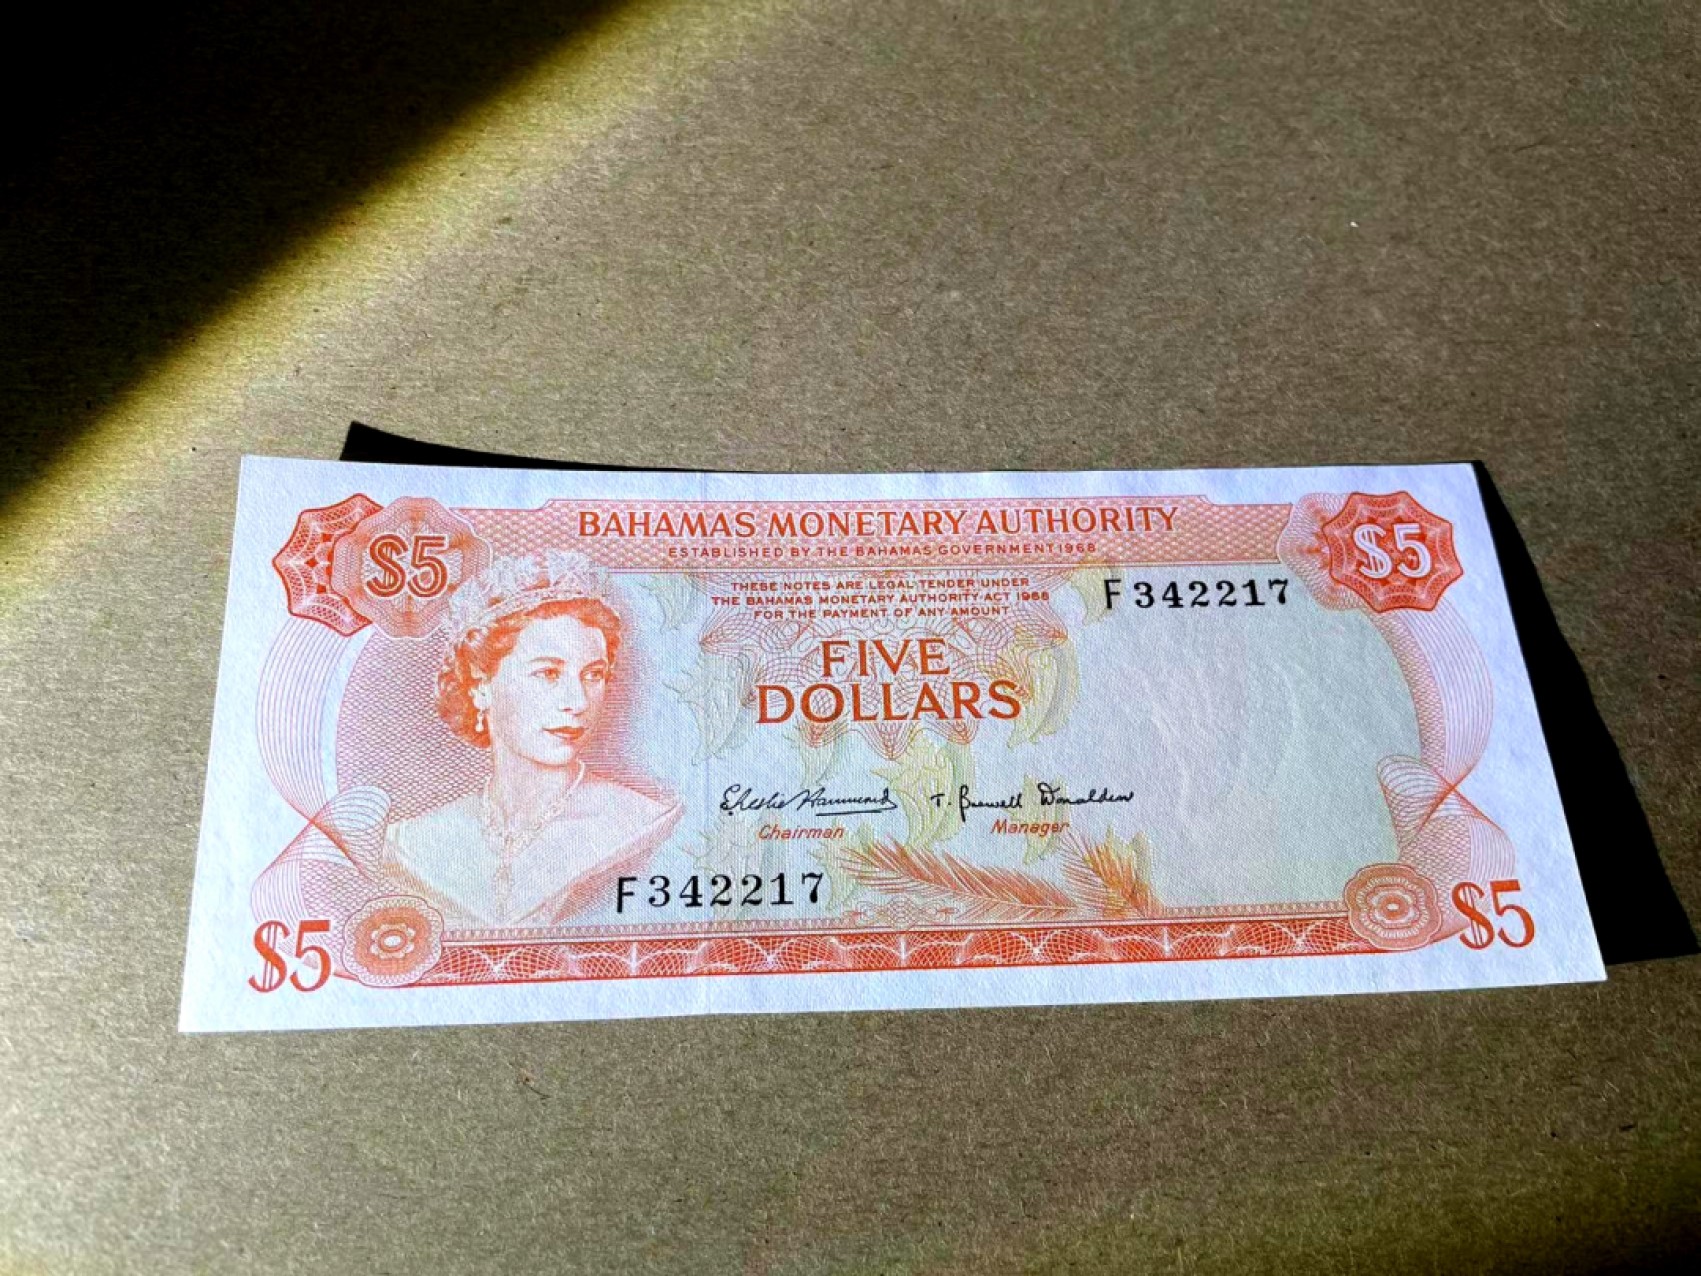 BAHAMAS MONETARY AUTHORITY
ESTABLISHED BY THE BAHAMAS GOVERNMENT 1968
$5
$5
THESE NOTES ARE LEGAL TENDER UNDER
THE BAHAMAS MONETARY AUTHORITY ACT 1968
FOR THE PAYMENT OF ANY AMOUNT
F342217
FIVE
DOLLARS
T. Donaldson
Chairman
Manager
F342217
$5
$5